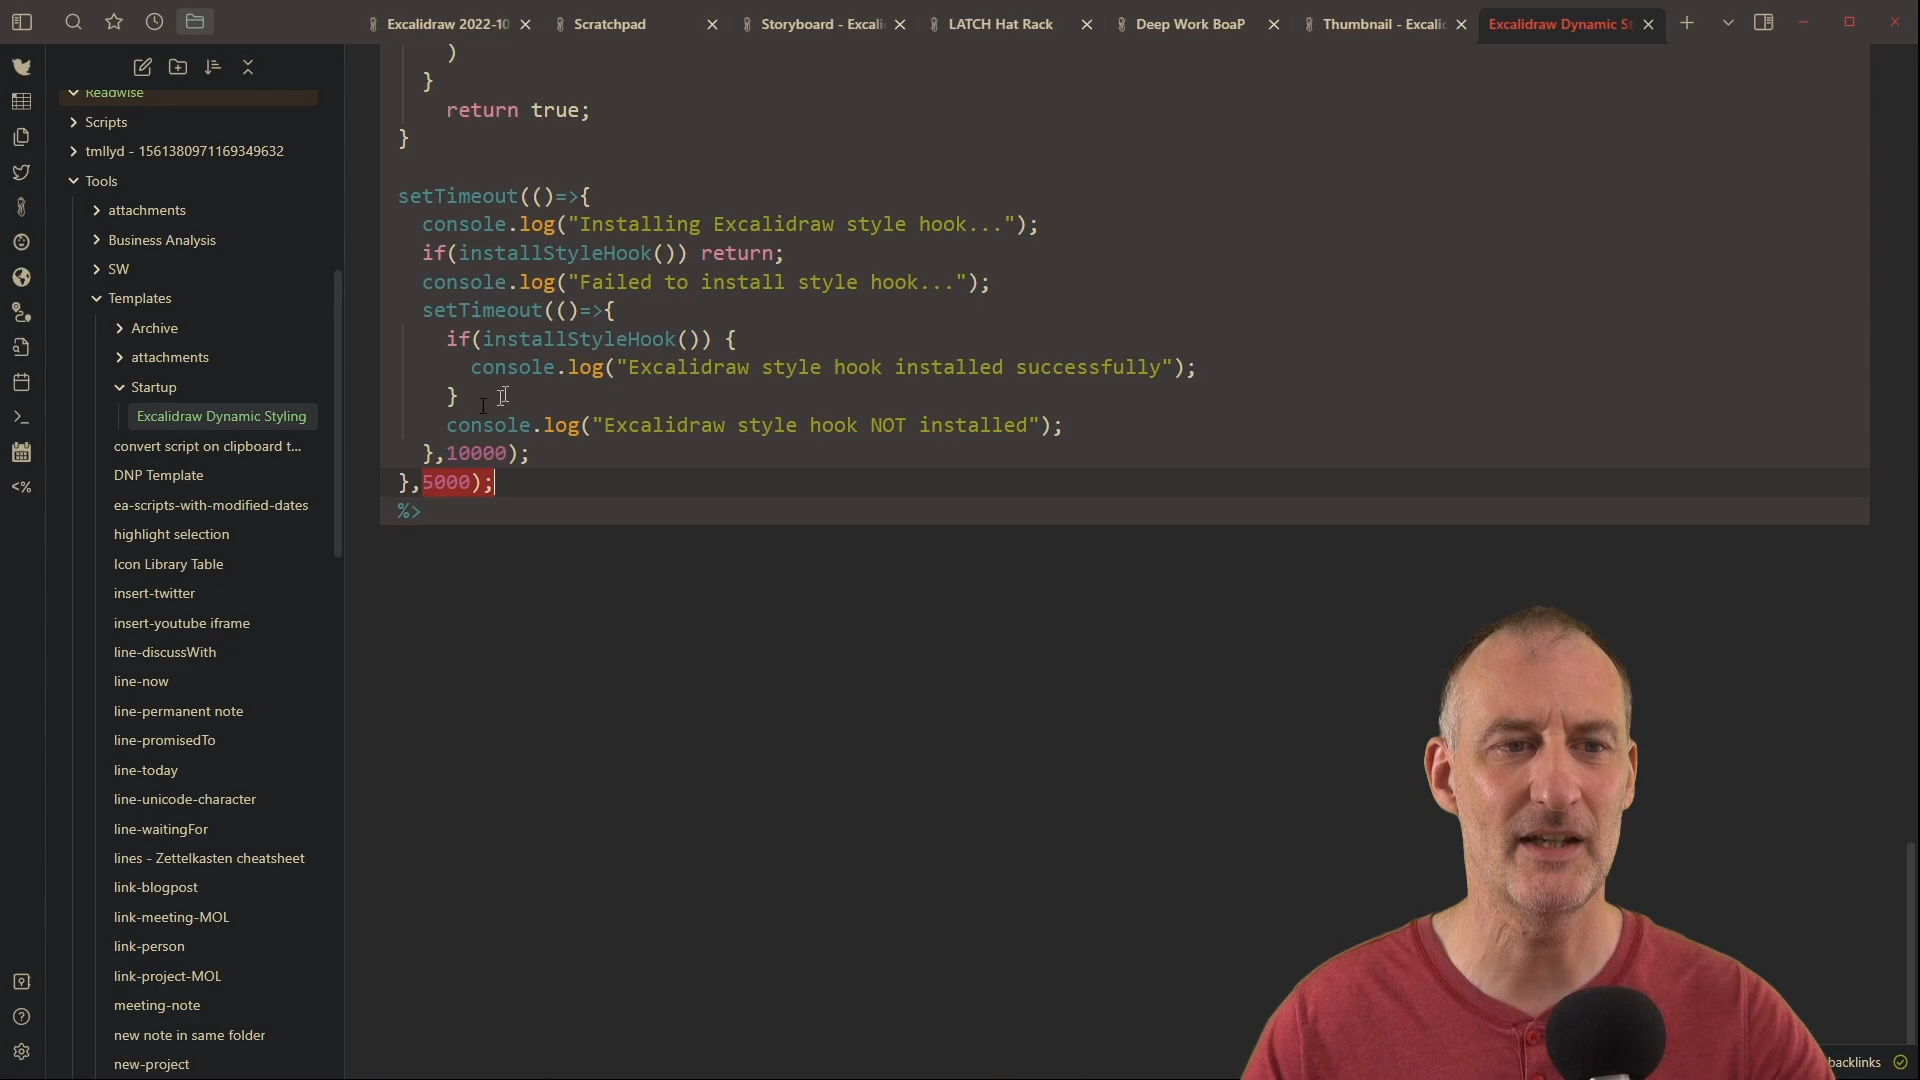 Excalidraw 2022-10
Scratchpad
Storyboard - Excali
LATCH Hat Rack
Deep Work BoaP
Thumbnail - Excalid
Excalidraw Dynamic St
Readwise
Scripts
tmllyd - 1561380971169349632
Tools
attachments
Business Analysis
SW
Templates
Archive
attachments
Startup
Excalidraw Dynamic Styling
convert script on clipboard t...
DNP Template
ea-scripts-with-modified-dates
highlight selection
Icon Library Table
insert-twitter
insert-youtube iframe
line-discussWith
line-now
line-permanent note
line-promisedTo
line-today
line-unicode-character
line-waitingFor
lines - Zettelkasten cheatsheet
link-blogpost
link-meeting-MOL
link-person
link-project-MOL
meeting-note
new note in same folder
new-project
<%
)
}
return true;
}
setTimeout(()=>{
console.log("Installing Excalidraw style hook...");
if(installStyleHook()) return;
console.log("Failed to install style hook...");
setTimeout(()=>{
if(installStyleHook()) {
console.log("Excalidraw style hook installed successfully");
}
console.log("Excalidraw style hook NOT installed");
},10000);
},5000);
%>
backlinks